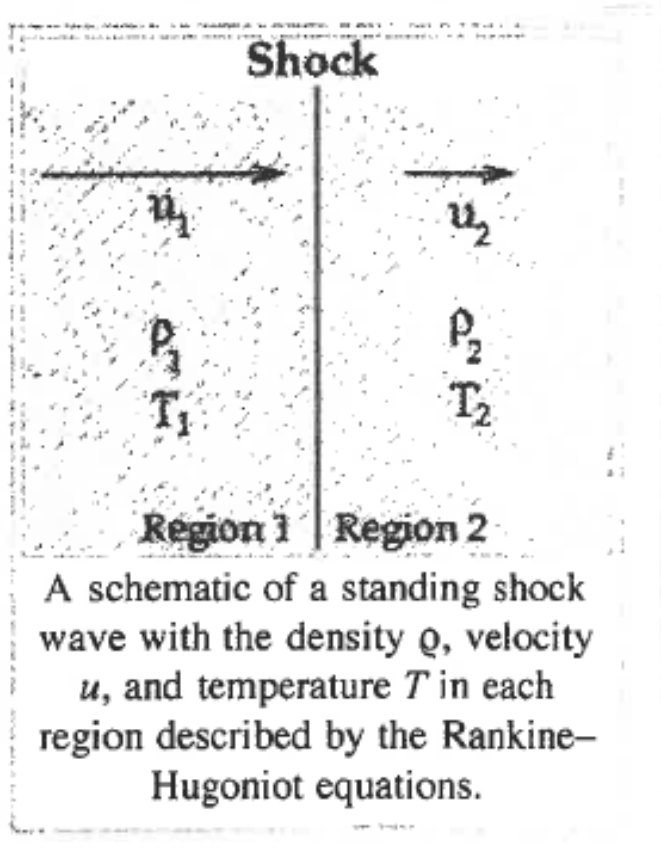 Shock
u₁ u₂
ρ₁ ρ₂
T₁ T₂
Region 1 Region 2
A schematic of a standing shock
wave with the density ϱ, velocity
u, and temperature T in each
region described by the Rankine–
Hugoniot equations.